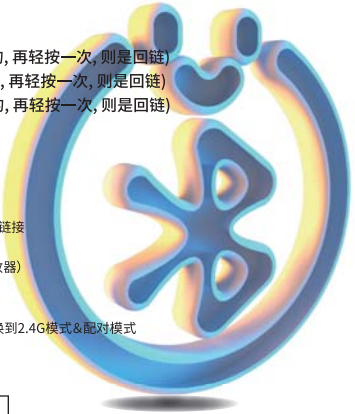 , 再轻按一次, 则是回链)
, 再轻按一次, 则是回链)
, 再轻按一次, 则是回链)
链接
器）
到2.4G模式&配对模式